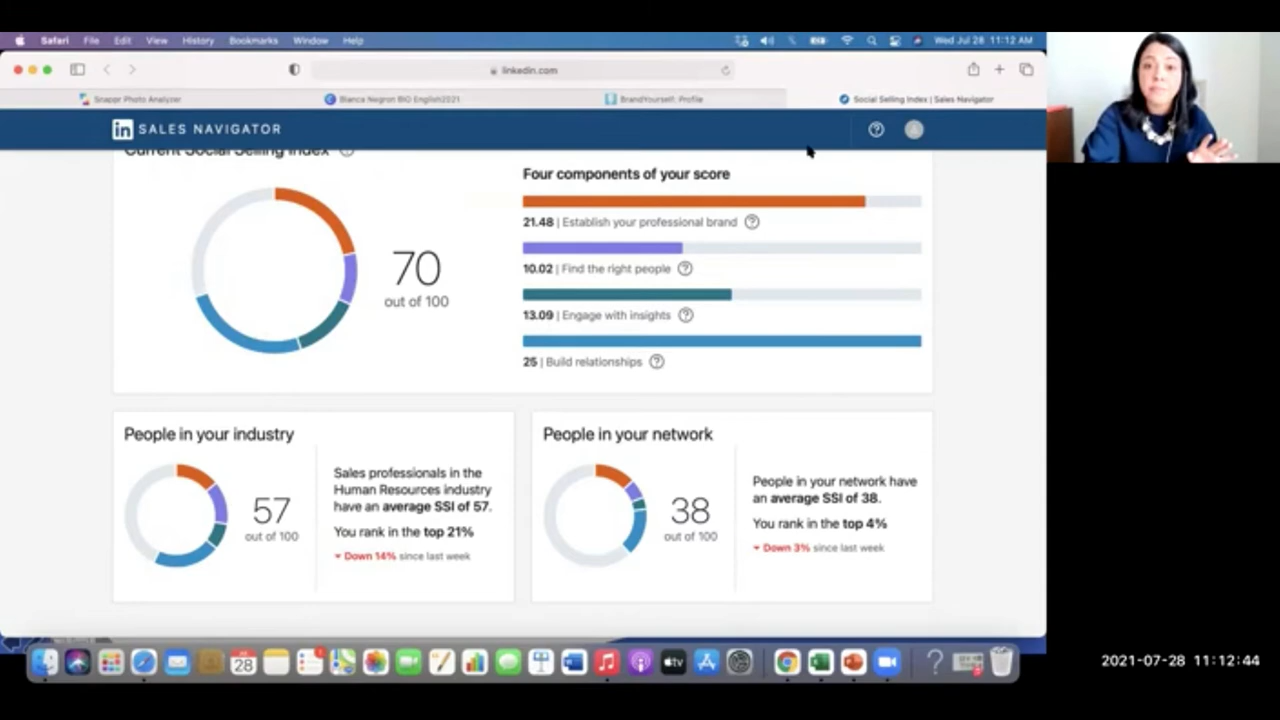 Safari File Edit View History Bookmarks Window Help Wed Jul 28 11:12 AM
linkedin.com
Snappr Photo Analyzer
Bianca Negron BIO English2021
BrandYourself: Profile
Social Selling Index | Sales Navigator
in SALES NAVIGATOR
Current Social Selling Index
Four components of your score
21.48 | Establish your professional brand
10.02 | Find the right people
13.09 | Engage with insights
25 | Build relationships
70
out of 100
People in your industry
57
out of 100
Sales professionals in the
Human Resources industry
have an average SSI of 57.
You rank in the top 21%
Down 14% since last week
People in your network
38
out of 100
People in your network have
an average SSI of 38.
You rank in the top 4%
Down 3% since last week
28
tv
2021-07-28 11:12:44